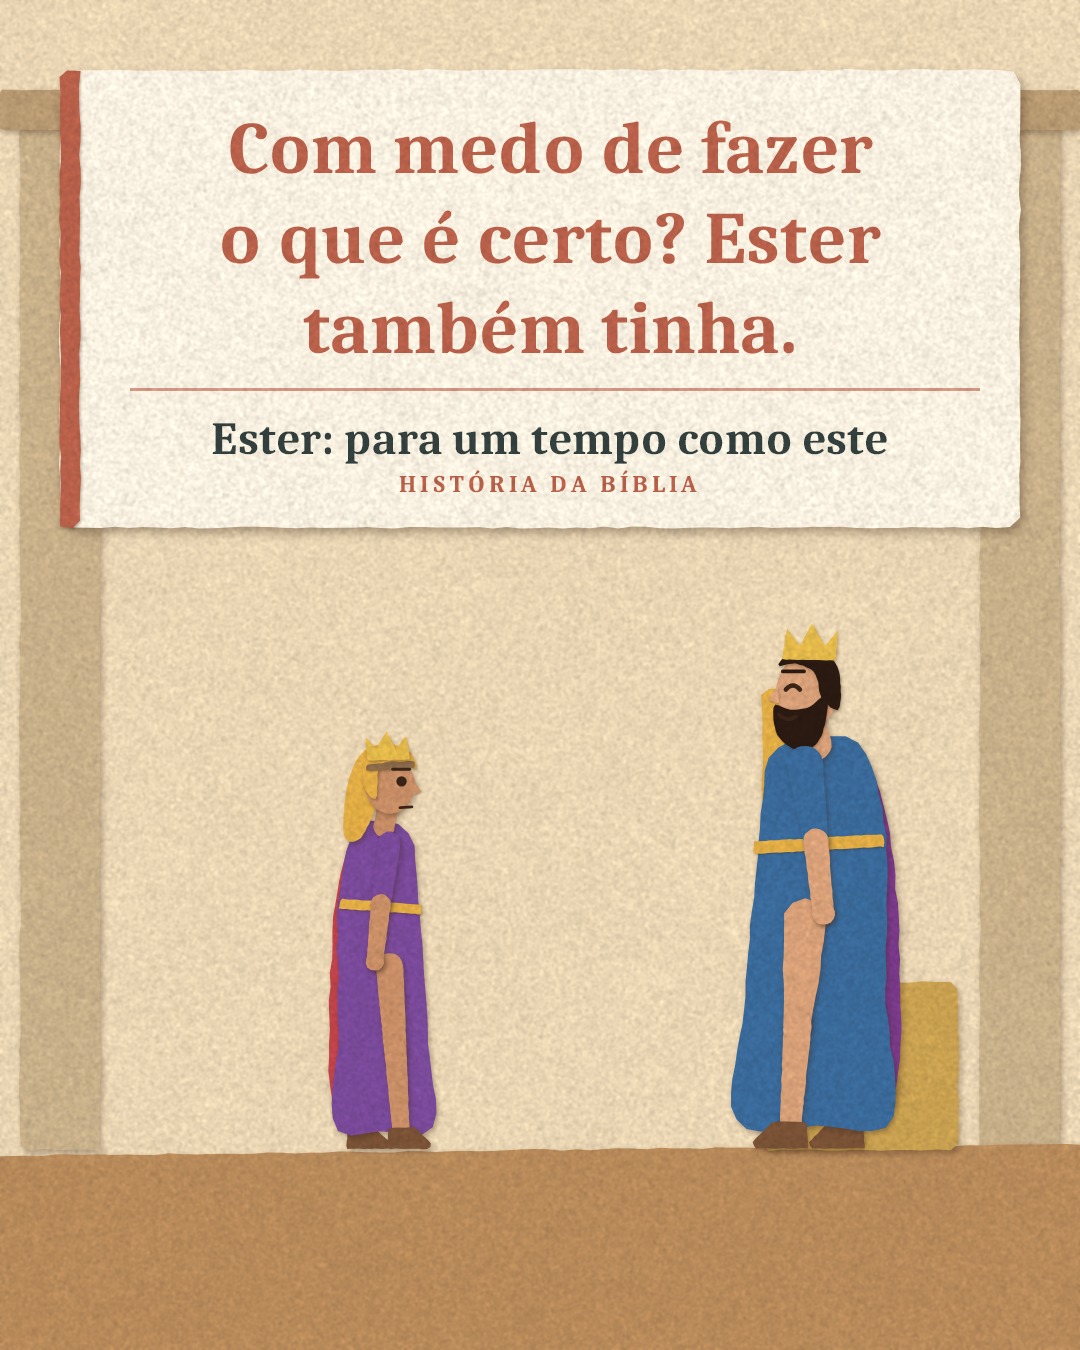 Com medo de fazer
o que é certo? Ester
também tinha.
Ester: para um tempo como este
HISTÓRIA DA BÍBLIA